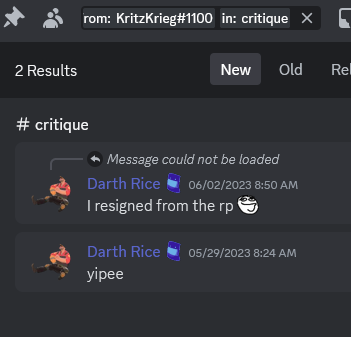 rom: KritzKrieg#1100 in: critique
2 Results
New Old Rel
# critique
Message could not be loaded
Darth Rice 06/02/2023 8:50 AM
I resigned from the rp
Darth Rice 05/29/2023 8:24 AM
yipee